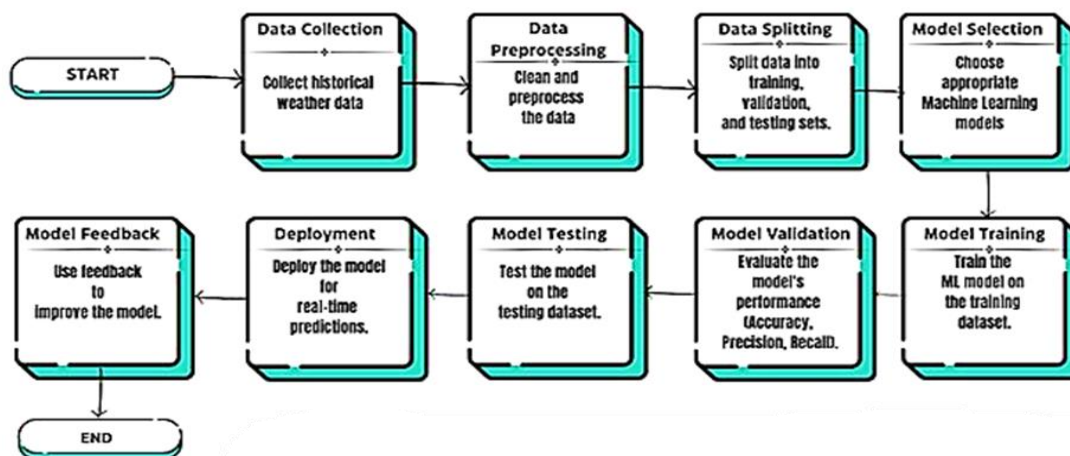 START
Data Collection
Collect historical
weather data
Data
Preprocessing
Clean and
preprocess
the data
Data Splitting
Split data into
training,
validation,
and testing sets.
Model Selection
Choose
appropriate
Machine Learning
models
Model Feedback
Use feedback
to
improve the model.
Deployment
Deploy the model
for
real-time
predictions.
Model Testing
Test the model
on the
testing dataset.
Model Validation
Evaluate the
model's
performance
(Accuracy,
Precision, Recall).
Model Training
Train the
ML model on
the training
dataset.
END